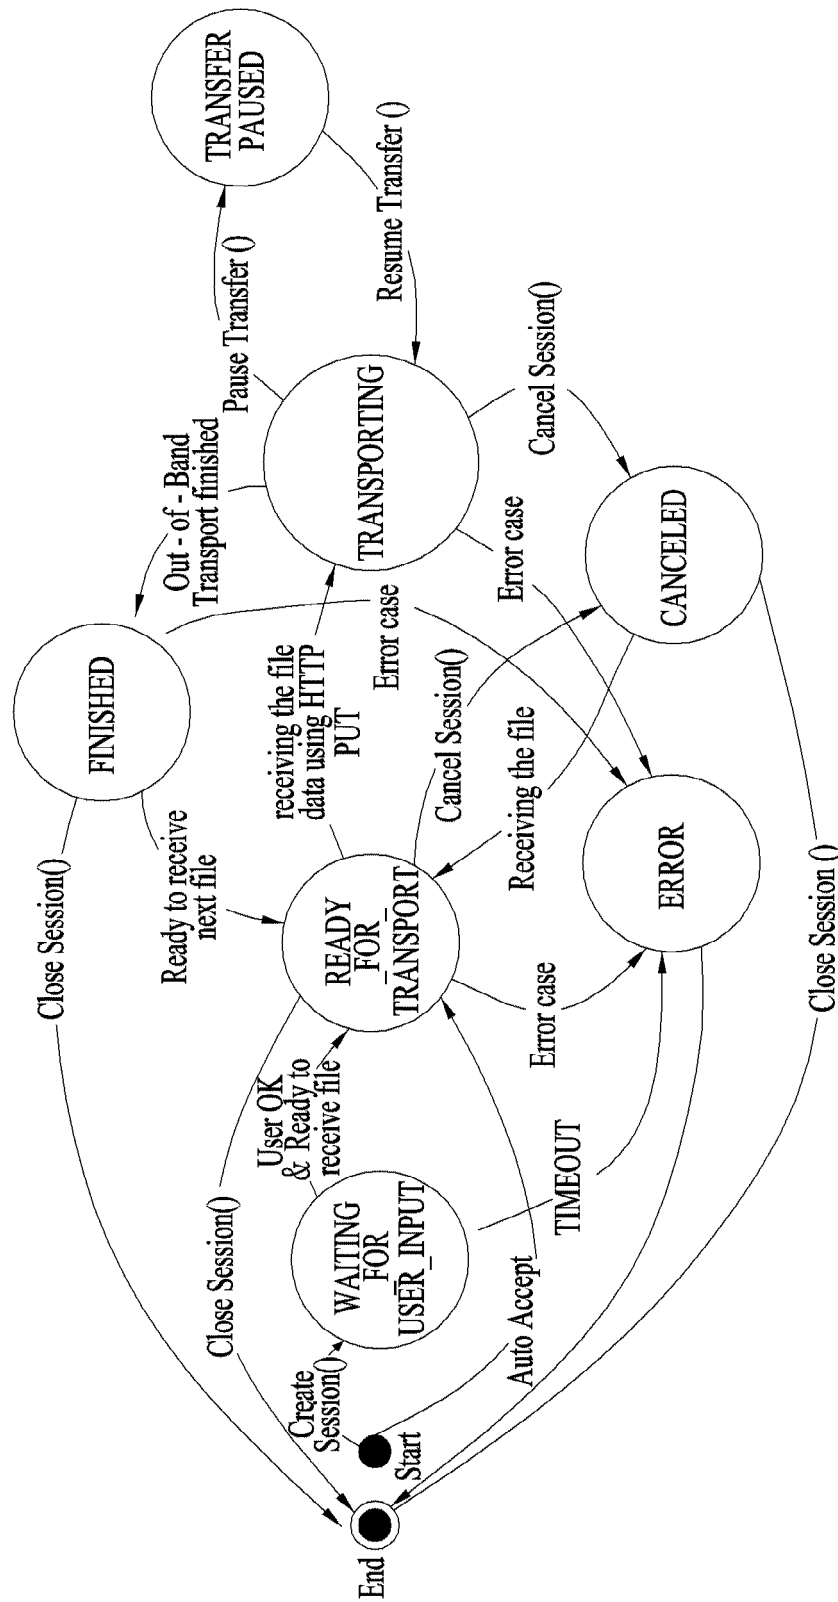 End
Start
Create
Session()
Auto Accept
WAITING
FOR_
USER_INPUT
TIMEOUT
Close Session()
User OK
& Ready to
receive file
READY
FOR_
TRANSPORT
Error case
Close Session()
Ready to receive
next file
FINISHED
receiving the file
data using HTTP
PUT
Cancel Session()
Receiving the file
ERROR
Close Session ()
Error case
Error case
CANCELED
Out - of - Band
Transport finished
TRANSPORTING
Cancel Session()
Pause Transfer ()
Resume Transfer ()
TRANSFER
PAUSED